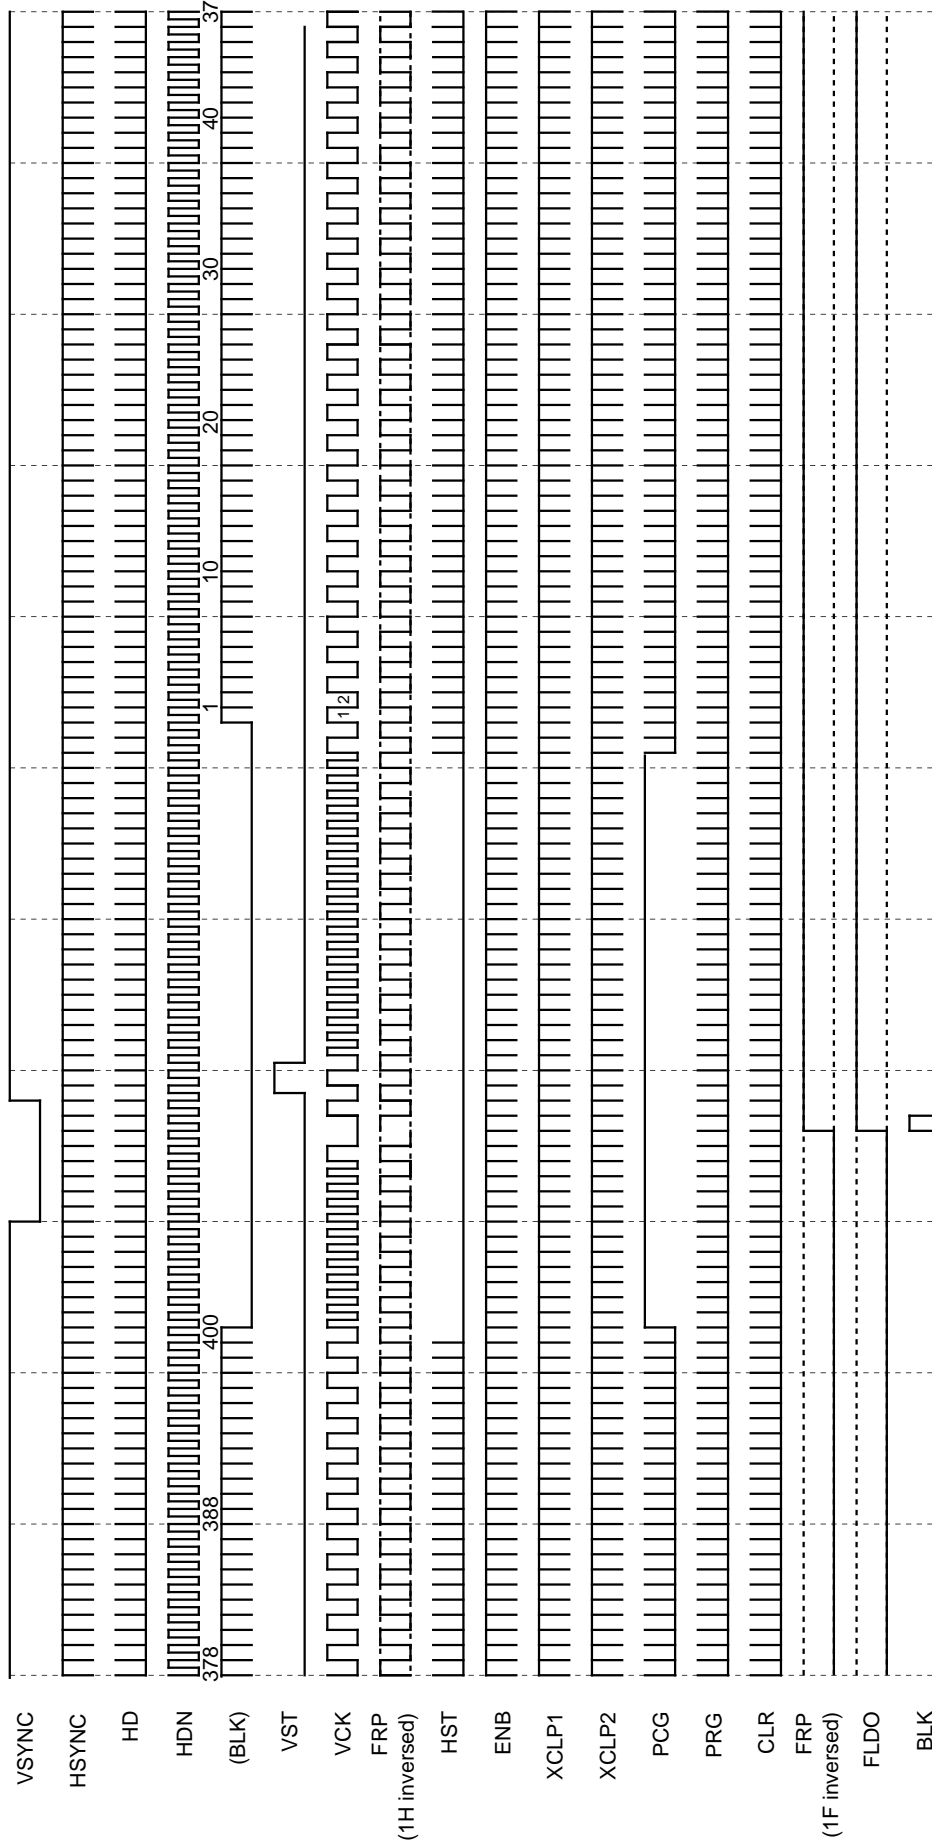 VSYNC
HSYNC
HD
HDN
378 388 400 1 10 20 30 40 37
(BLK)
VST
VCK
1 2
FRP
(1H inversed)
HST
ENB
XCLP1
XCLP2
PCG
PRG
CLR
FRP
(1F inversed)
FLDO
BLK